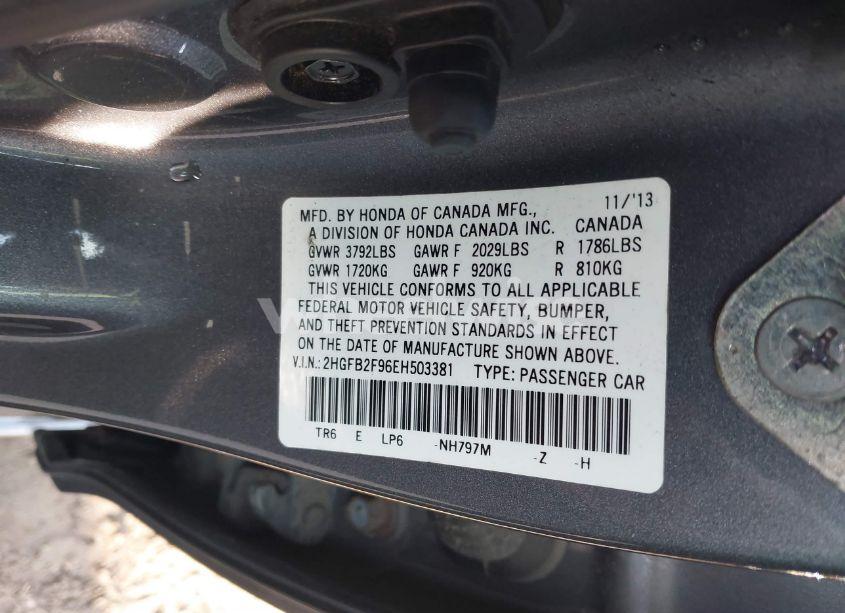 11/'13
MFD. BY HONDA OF CANADA MFG.,
A DIVISION OF HONDA CANADA INC. CANADA
GVWR 3792LBS GAWR F 2029LBS R 1786LBS
GVWR 1720KG GAWR F 920KG R 810KG
THIS VEHICLE CONFORMS TO ALL APPLICABLE
FEDERAL MOTOR VEHICLE SAFETY, BUMPER,
AND THEFT PREVENTION STANDARDS IN EFFECT
ON THE DATE OF MANUFACTURE SHOWN ABOVE.
V.I.N.: 2HGFB2F96EH503381 TYPE: PASSENGER CAR
TR6 E LP6 -NH797M -Z -H